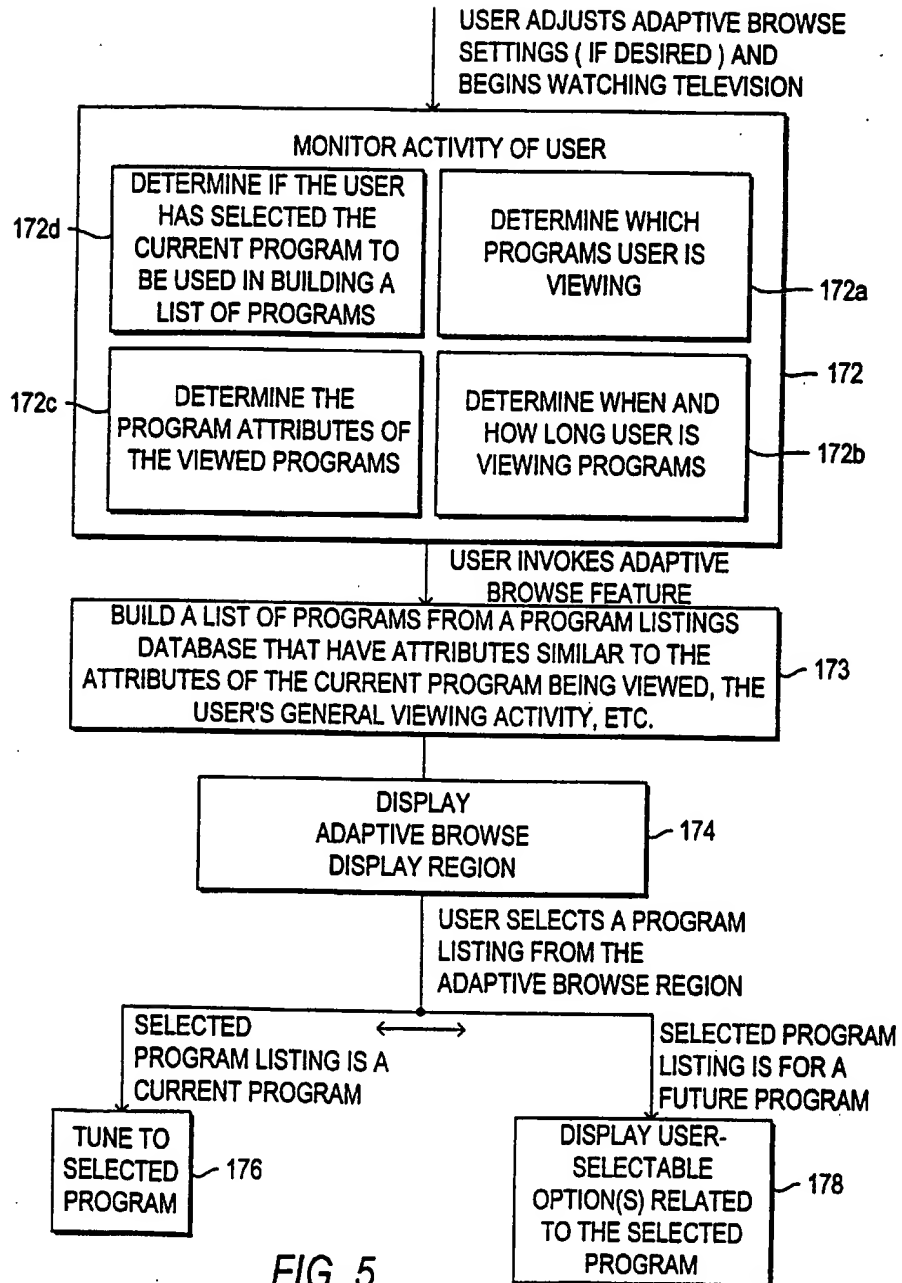 USER ADJUSTS ADAPTIVE BROWSE
SETTINGS ( IF DESIRED ) AND
BEGINS WATCHING TELEVISION
MONITOR ACTIVITY OF USER
DETERMINE IF THE USER
HAS SELECTED THE
CURRENT PROGRAM TO
BE USED IN BUILDING A
LIST OF PROGRAMS
172d
DETERMINE WHICH
PROGRAMS USER IS
VIEWING
172a
172
DETERMINE THE
PROGRAM ATTRIBUTES OF
THE VIEWED PROGRAMS
172c
DETERMINE WHEN AND
HOW LONG USER IS
VIEWING PROGRAMS
172b
USER INVOKES ADAPTIVE
BROWSE FEATURE
BUILD A LIST OF PROGRAMS FROM A PROGRAM LISTINGS
DATABASE THAT HAVE ATTRIBUTES SIMILAR TO THE
ATTRIBUTES OF THE CURRENT PROGRAM BEING VIEWED, THE
USER'S GENERAL VIEWING ACTIVITY, ETC.
173
DISPLAY
ADAPTIVE BROWSE
DISPLAY REGION
174
USER SELECTS A PROGRAM
LISTING FROM THE
ADAPTIVE BROWSE REGION
SELECTED
PROGRAM LISTING IS A
CURRENT PROGRAM
SELECTED PROGRAM
LISTING IS FOR A
FUTURE PROGRAM
TUNE TO
SELECTED
PROGRAM
176
DISPLAY USER-
SELECTABLE
OPTION(S) RELATED
TO THE SELECTED
PROGRAM
178
FIG. 5